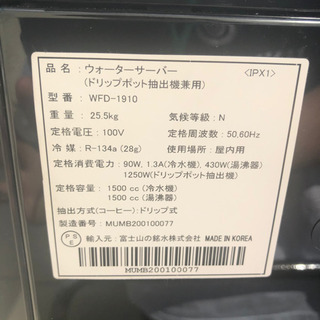 品 名：ウォーターサーバー 〈IPX1〉
(ドリップポット抽出機兼用)
型 番： WFD-1910
重 量： 25.5kg 気候等級： N
定格電圧： 100V 定格周波数： 50,60Hz
冷 媒： R-134a (28g) 使用場所： 屋内用
定格消費電力： 90W, 1.3A(冷水機), 430W(湯沸器)
1250W(ドリップポット抽出機)
定格容量： 1500 cc (冷水機)
1500 cc (湯沸器)
抽出方式(コーヒー)： ドリップ式
製造番号： MUMB200100077
PSE 輸入元：富士山の銘水株式会社 MADE IN KOREA
MUMB200100077